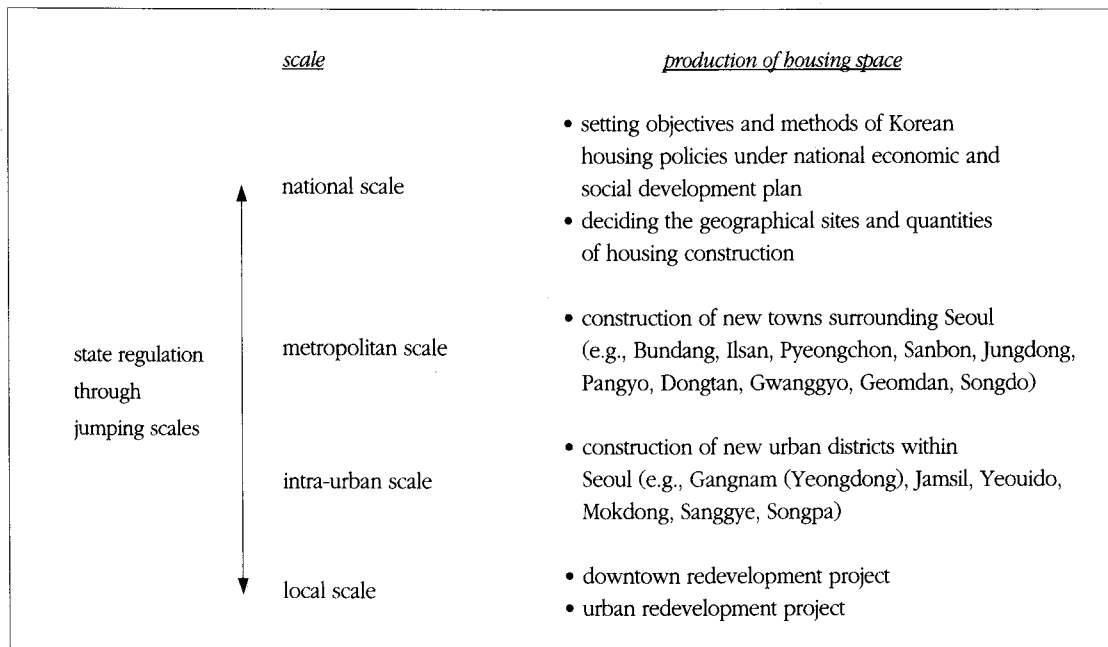 scale
production of housing space
national scale
• setting objectives and methods of Korean
housing policies under national economic and
social development plan
• deciding the geographical sites and quantities
of housing construction
state regulation
through
jumping scales
metropolitan scale
• construction of new towns surrounding Seoul
(e.g., Bundang, Ilsan, Pyeongchon, Sanbon, Jungdong,
Pangyo, Dongtan, Gwanggyo, Geomdan, Songdo)
intra-urban scale
• construction of new urban districts within
Seoul (e.g., Gangnam (Yeongdong), Jamsil, Yeouido,
Mokdong, Sanggye, Songpa)
local scale
• downtown redevelopment project
• urban redevelopment project